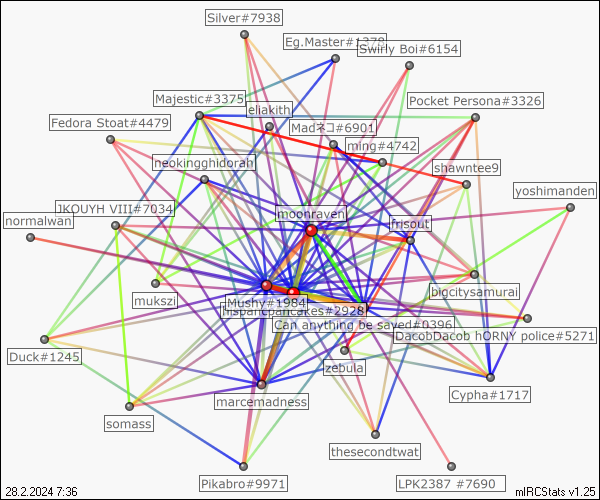 Silver#7938
Eg.Master#1378
Swirly Boi#6154
Majestic#3375
Pocket Persona#3326
eliakith
Fedora Stoat#4479
Madネコ#6901
ming#4742
neokingghidorah
shawntee9
yoshimanden
JKOUYH VIII#7034
moonraven
normalwan
frisout
bigcitysamurai
mukszi
Mushy#1984
hisparcpancakes#2928
Can anything be saved#0396
DacobDacob hORNY police#5271
Duck#1245
zebula
Cypha#1717
marcemadness
somass
thesecondtwat
Pikabro#9971
LPK2387 #7690
28.2.2024 7:36
mIRCStats v1.25